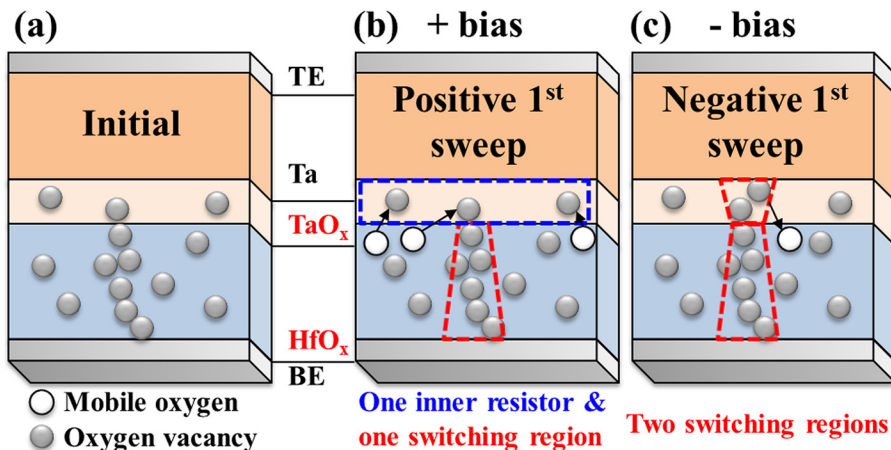 (a)
(b) + bias
(c) - bias
Initial
TE
Ta
TaOₓ
HfOₓ
BE
Positive 1ˢᵗ
sweep
Negative 1ˢᵗ
sweep
Mobile oxygen
Oxygen vacancy
One inner resistor &
one switching region
Two switching regions